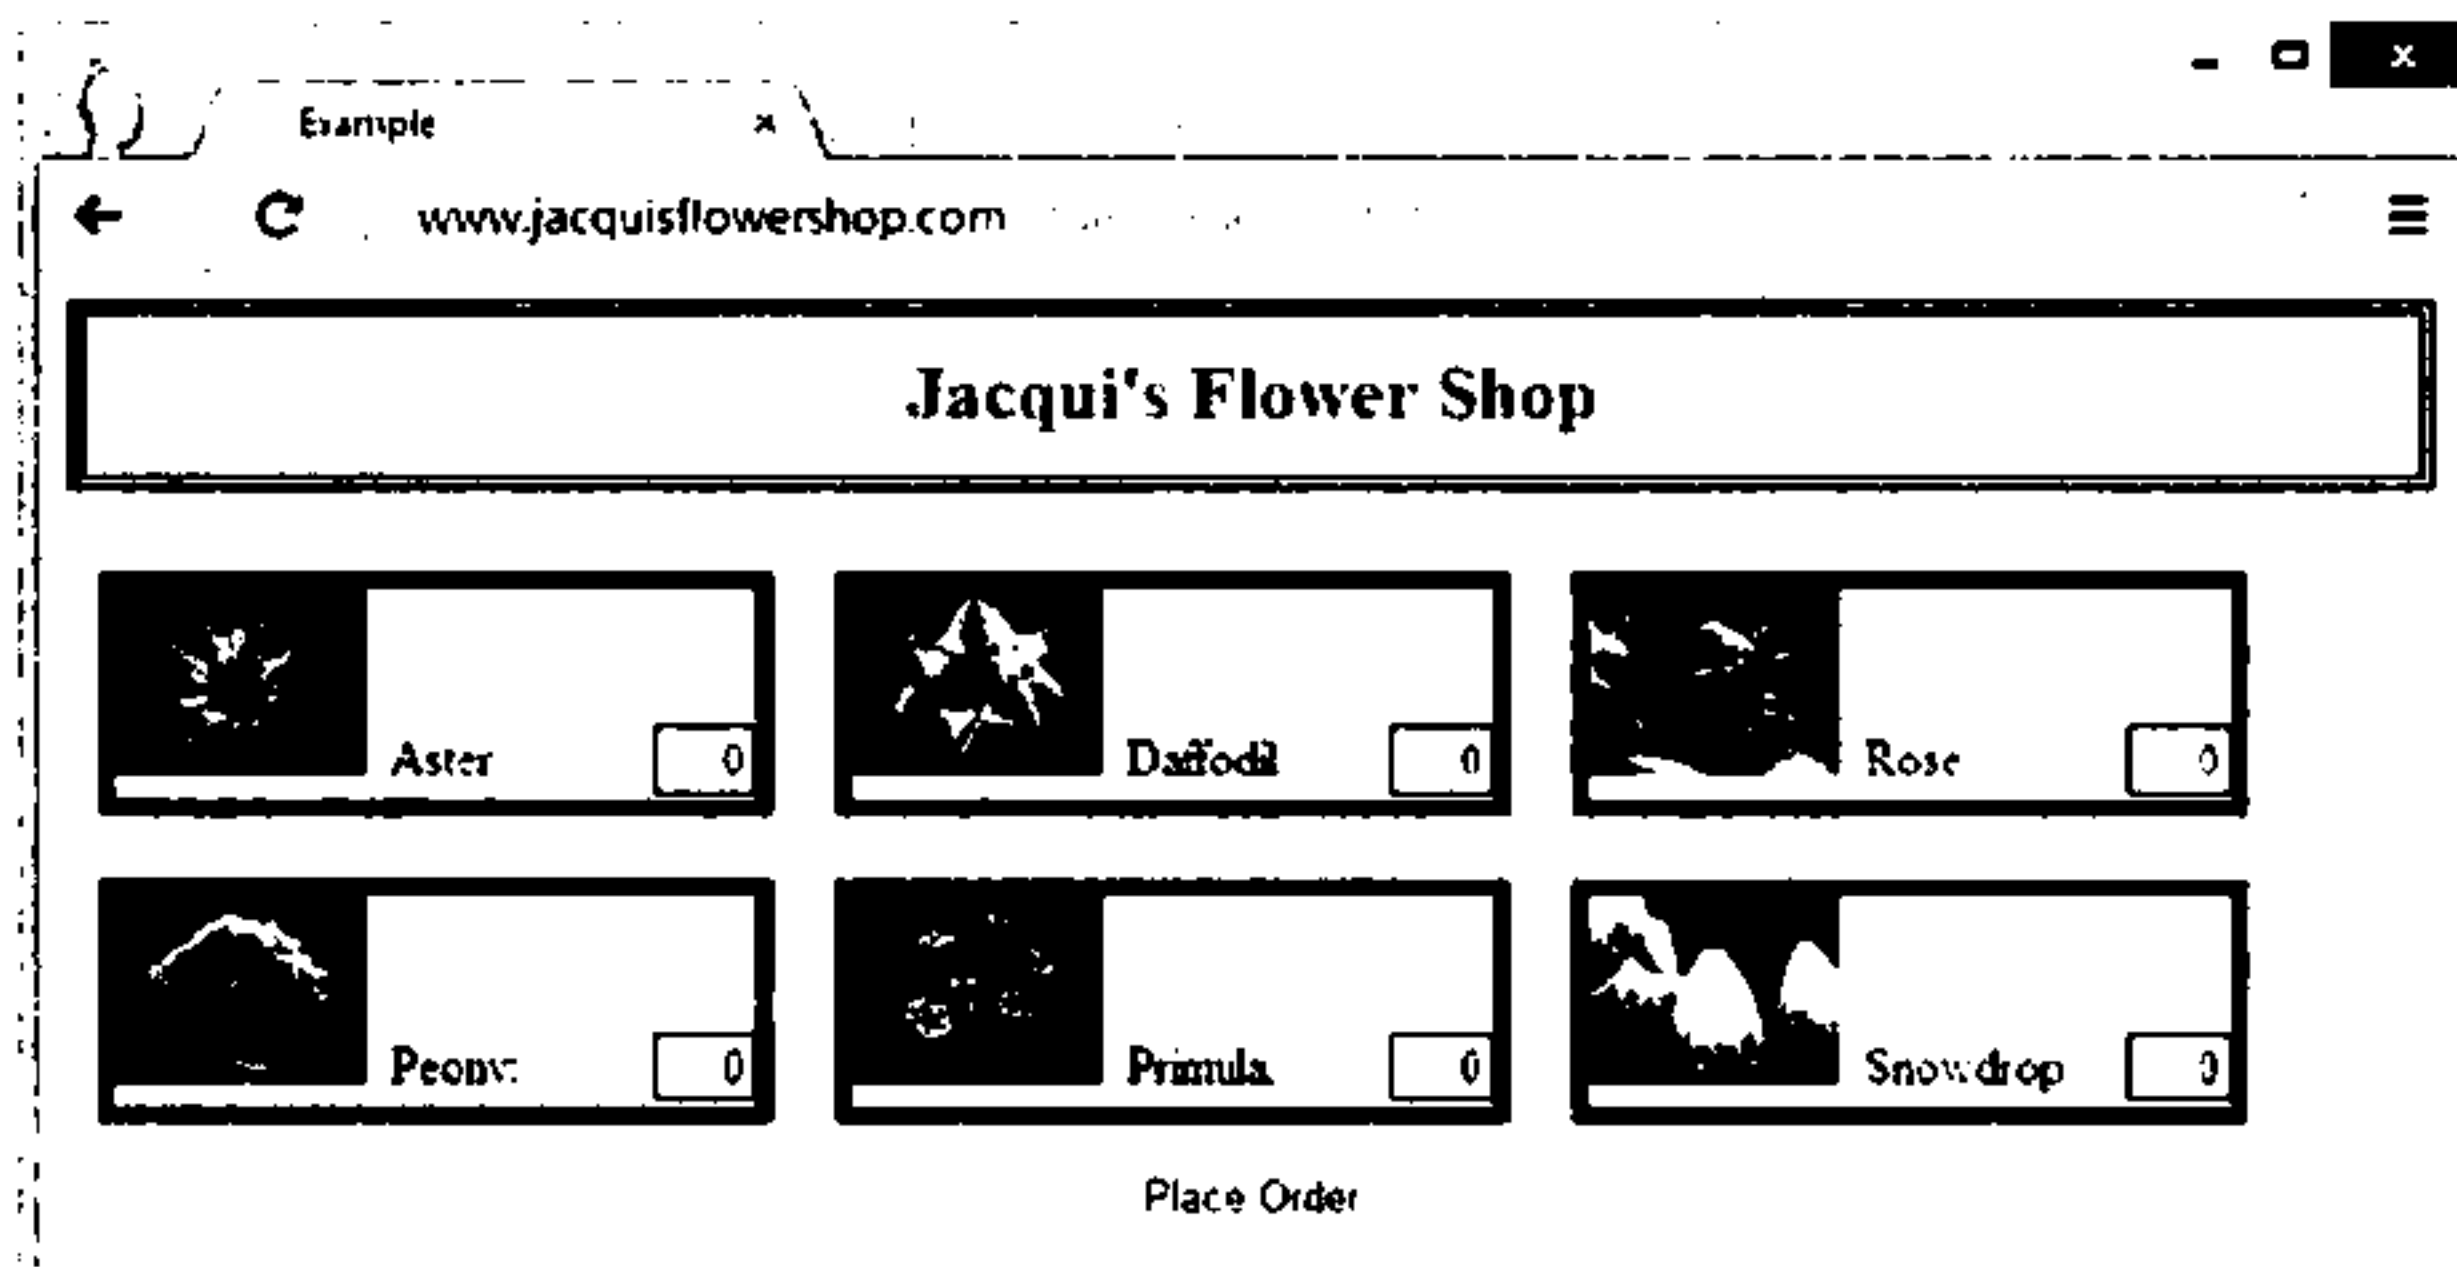 Example
www.jacquisflowershop.com
Jacqui's Flower Shop
Aster 0 Daffodil 0 Rose 0
Peony 0 Primula 0 Snowdrop 0
Place Order